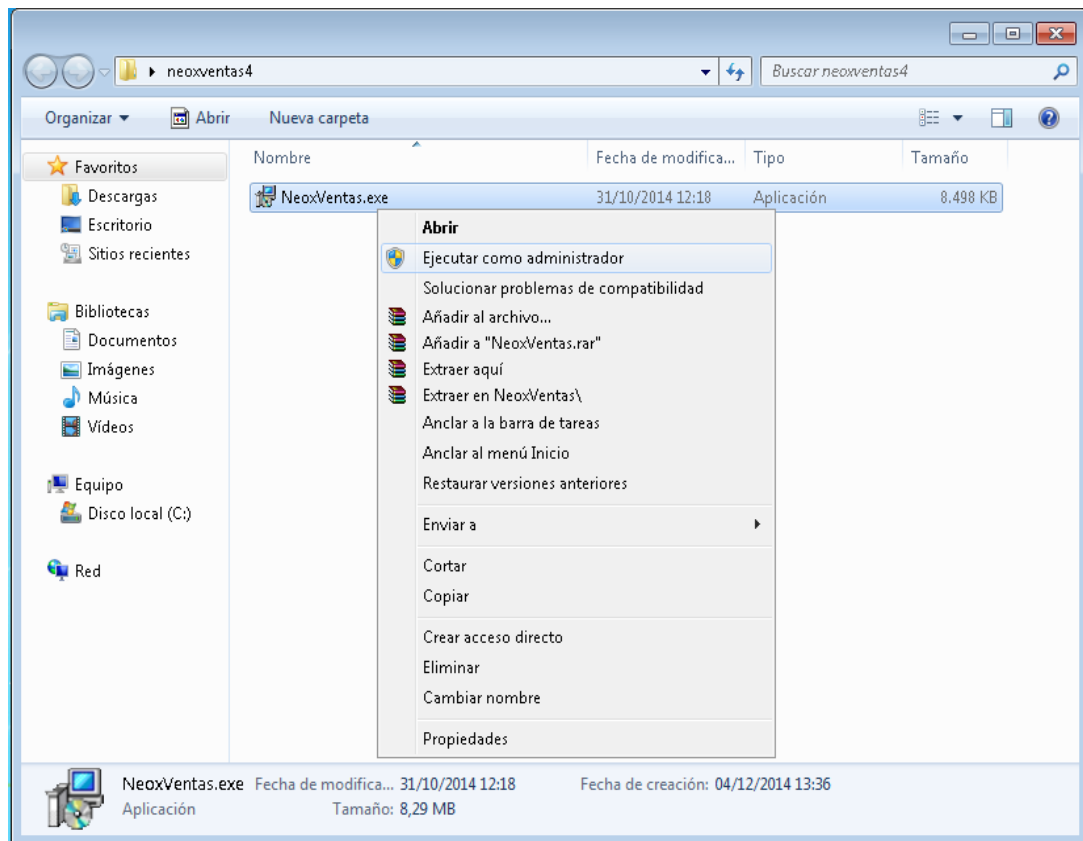 neoxventas4
Buscar neoxventas4
Organizar
Abrir
Nueva carpeta
Favoritos
Descargas
Escritorio
Sitios recientes
Bibliotecas
Documentos
Imágenes
Música
Vídeos
Equipo
Disco local (C:)
Red
Nombre Fecha de modifica... Tipo Tamaño
NeoxVentas.exe 31/10/2014 12:18 Aplicación 8.498 KB
Abrir
Ejecutar como administrador
Solucionar problemas de compatibilidad
Añadir al archivo...
Añadir a "NeoxVentas.rar"
Extraer aquí
Extraer en NeoxVentas\
Anclar a la barra de tareas
Anclar al menú Inicio
Restaurar versiones anteriores
Enviar a
Cortar
Copiar
Crear acceso directo
Eliminar
Cambiar nombre
Propiedades
NeoxVentas.exe Fecha de modifica... 31/10/2014 12:18 Fecha de creación: 04/12/2014 13:36
Aplicación Tamaño: 8,29 MB